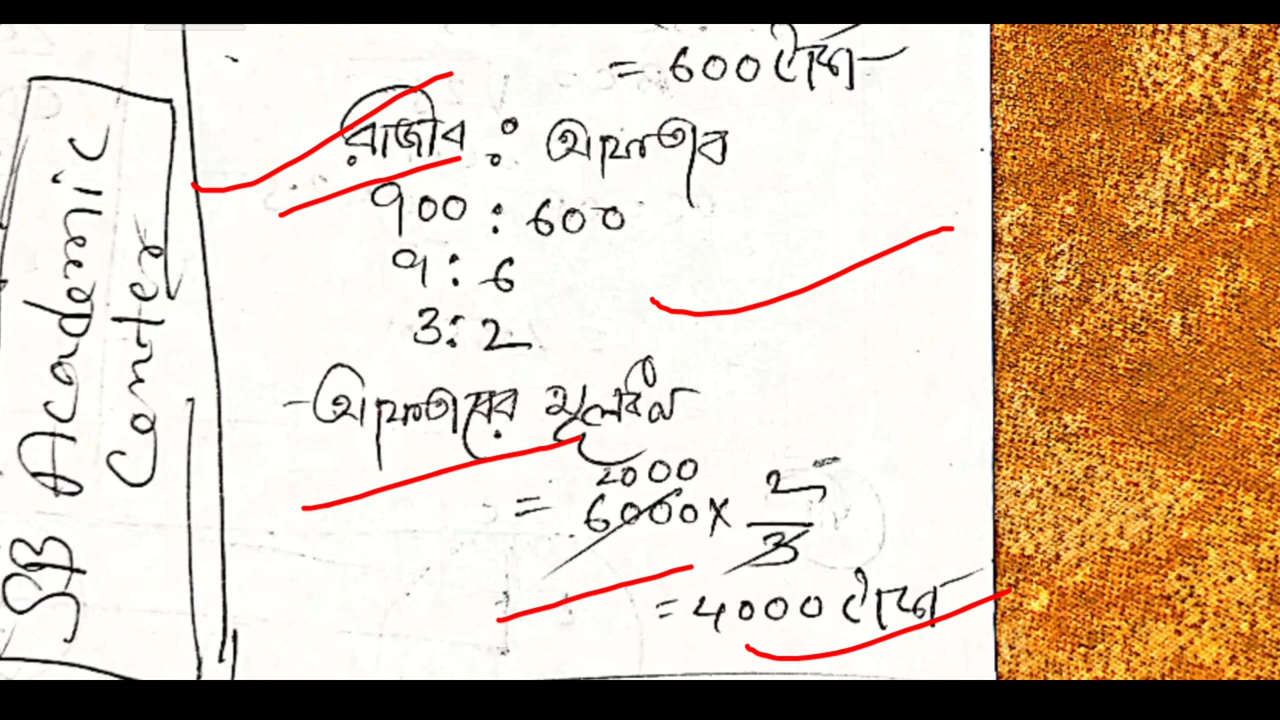 = 600 টাকা
রাজীব : আফতাব
900 : 600
9 : 6
3 : 2
আফতাবের মূলধন
2000
= 6000 × 2/3
= 4000 টাকা
SB Academic
Center